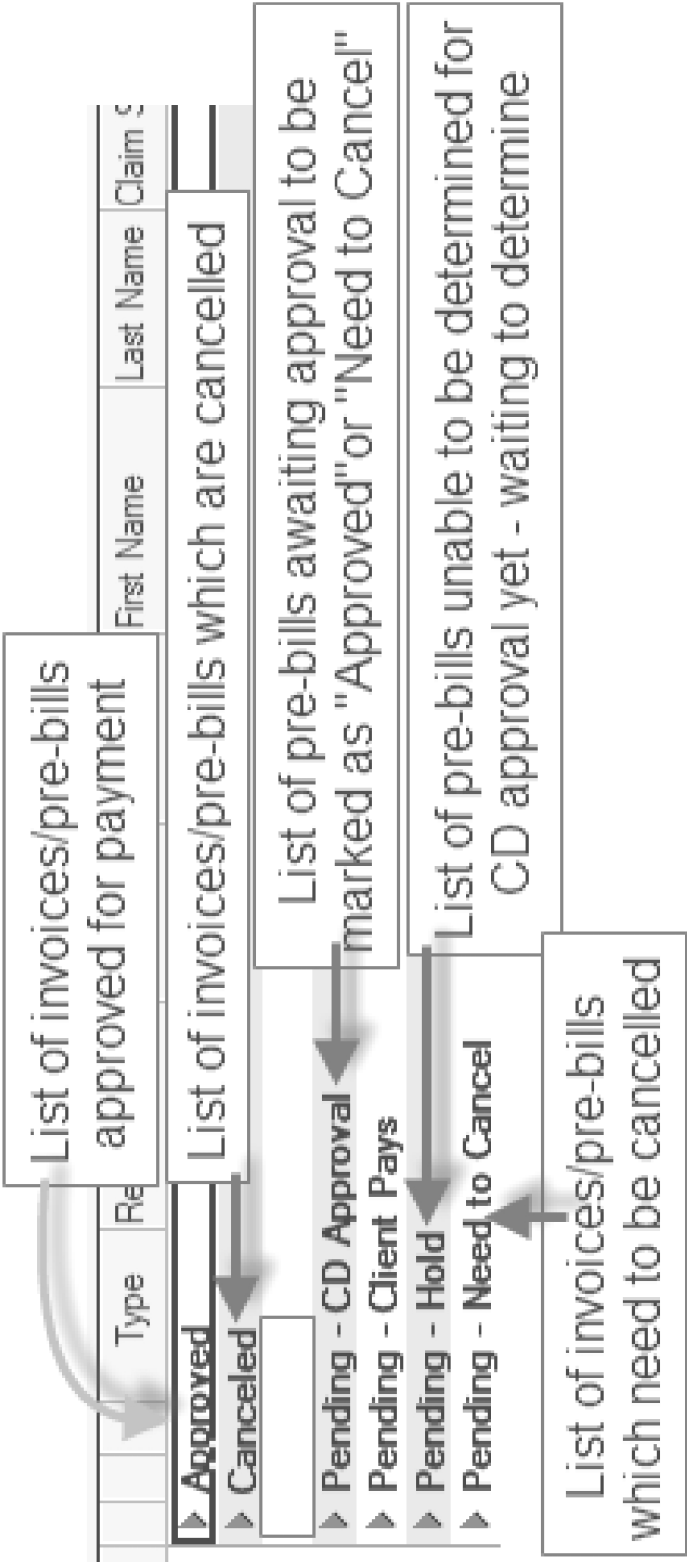 List of invoices/pre-bills
approved for payment
Type
Re
First Name
Last Name
Claim S
Approved
List of invoices/pre-bills which are cancelled
Canceled
List of pre-bills awaiting approval to be
marked as "Approved"or "Need to Cancel"
Pending - CD Approval
Pending - Client Pays
List of pre-bills unable to be determined for
CD approval yet - waiting to determine
Pending - Hold
Pending - Need to Cancel
List of invoices/pre-bills
which need to be cancelled